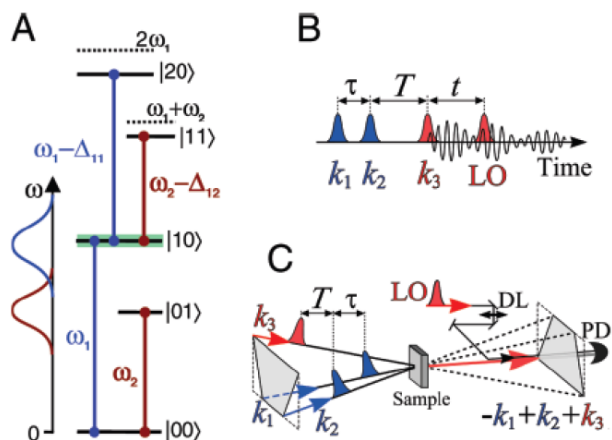 A
2ω₁
|20⟩
ω₁+ω₂
|11⟩
ω₁−Δ₁₁
ω₂−Δ₁₂
ω
|10⟩
|01⟩
ω₁
ω₂
0
|00⟩
B
τ
T
t
k₁
k₂
k₃
LO
Time
C
LO
DL
T
τ
k₃
PD
k₁
k₂
Sample
-k₁+k₂+k₃